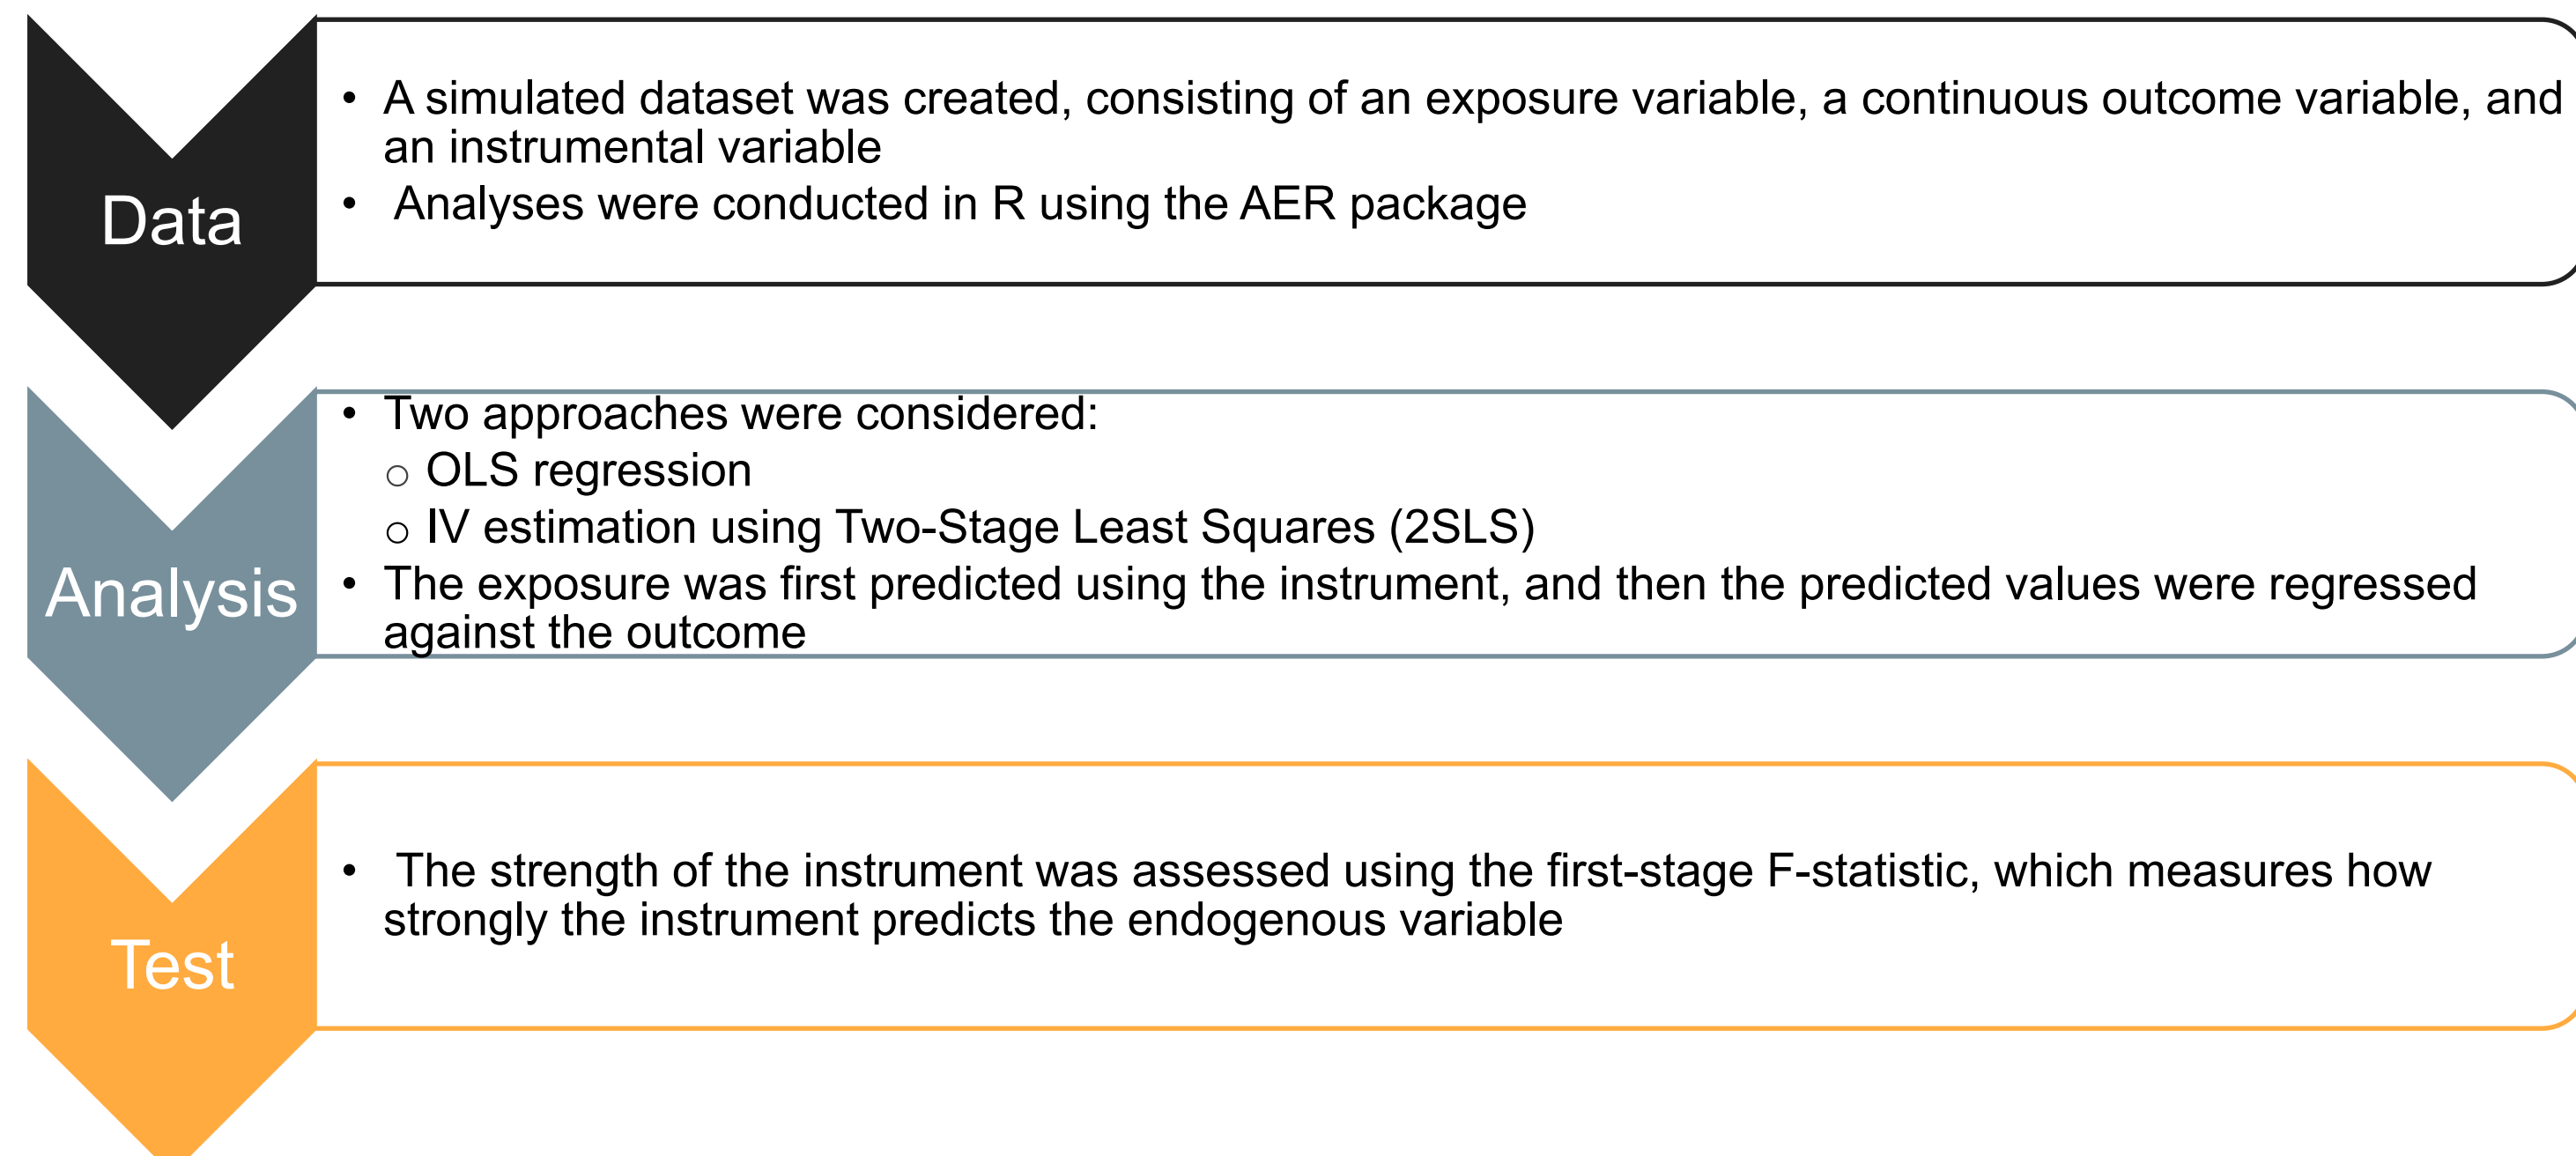 Data
• A simulated dataset was created, consisting of an exposure variable, a continuous outcome variable, and
an instrumental variable
• Analyses were conducted in R using the AER package
Analysis
• Two approaches were considered:
○ OLS regression
○ IV estimation using Two-Stage Least Squares (2SLS)
• The exposure was first predicted using the instrument, and then the predicted values were regressed
against the outcome
Test
• The strength of the instrument was assessed using the first-stage F-statistic, which measures how
strongly the instrument predicts the endogenous variable